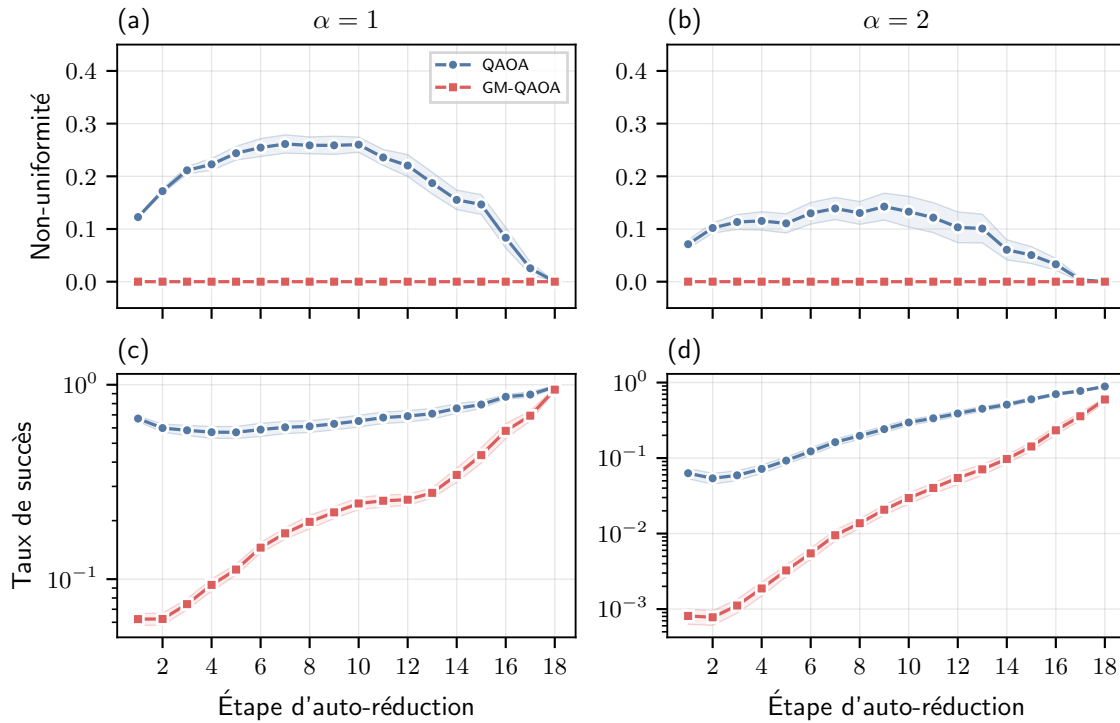 (a) α = 1
(b) α = 2
Non-uniformité
0.4
0.3
0.2
0.1
0.0
QAOA
GM-QAOA
0.4
0.3
0.2
0.1
0.0
(c)
(d)
Taux de succès
10⁰
10⁻¹
10⁰
10⁻¹
10⁻²
10⁻³
2 4 6 8 10 12 14 16 18
2 4 6 8 10 12 14 16 18
Étape d'auto-réduction
Étape d'auto-réduction